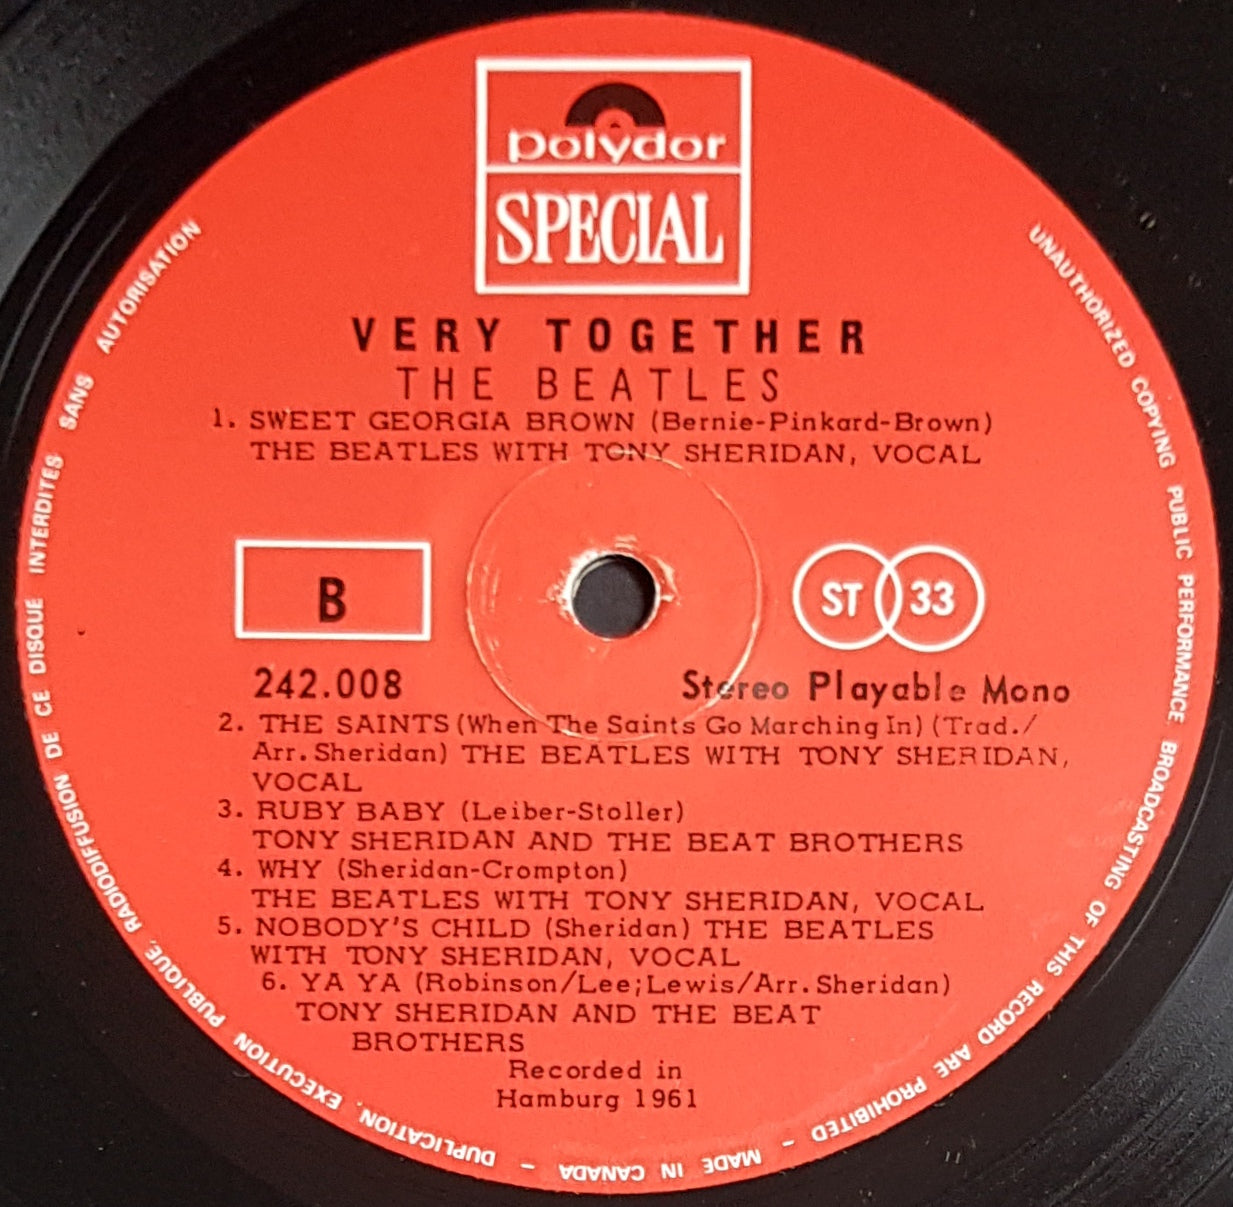 polydor
SPECIAL
VERY TOGETHER
THE BEATLES
1. SWEET GEORGIA BROWN (Bernie-Pinkard-Brown)
THE BEATLES WITH TONY SHERIDAN, VOCAL
B
ST 33
242.008
Stereo Playable Mono
2. THE SAINTS (When The Saints Go Marching In) (Trad./
Arr. Sheridan) THE BEATLES WITH TONY SHERIDAN,
VOCAL
3. RUBY BABY (Leiber-Stoller)
TONY SHERIDAN AND THE BEAT BROTHERS
4. WHY (Sheridan-Crompton)
THE BEATLES WITH TONY SHERIDAN, VOCAL
5. NOBODY'S CHILD (Sheridan) THE BEATLES
WITH TONY SHERIDAN, VOCAL
6. YA YA (Robinson/Lee;Lewis/Arr. Sheridan)
TONY SHERIDAN AND THE BEAT
BROTHERS
Recorded in
Hamburg 1961
UNAUTHORIZED COPYING PUBLIC PERFORMANCE BROADCASTING OF THIS RECORD ARE PROHIBITED – MADE IN CANADA – DUPLICATION, EXECUTION PUBLIQUE, RADIODIFFUSION DE CE DISQUE INTERDITES SANS AUTORISATION